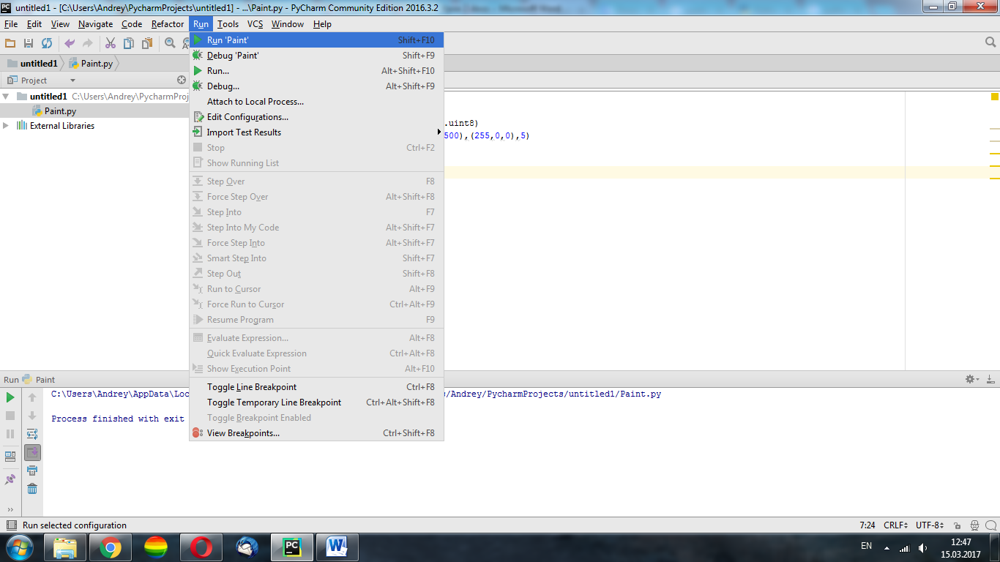 untitled1 - [C:\Users\Andrey\PycharmProjects\untitled1] - ...\Paint.py - PyCharm Community Edition 2016.3.2
File Edit View Navigate Code Refactor Run Tools VCS Window Help
untitled1 Paint.py
Project
untitled1 C:\Users\Andrey\PycharmProj
Paint.py
External Libraries
Run 'Paint' Shift+F10
Debug 'Paint' Shift+F9
Run... Alt+Shift+F10
Debug... Alt+Shift+F9
Attach to Local Process...
Edit Configurations...
Import Test Results
Stop Ctrl+F2
Show Running List
Step Over F8
Force Step Over Alt+Shift+F8
Step Into F7
Step Into My Code Alt+Shift+F7
Force Step Into Alt+Shift+F7
Smart Step Into Shift+F7
Step Out Shift+F8
Run to Cursor Alt+F9
Force Run to Cursor Ctrl+Alt+F9
Resume Program F9
Evaluate Expression... Alt+F8
Quick Evaluate Expression Ctrl+Alt+F8
Show Execution Point Alt+F10
Toggle Line Breakpoint Ctrl+F8
Toggle Temporary Line Breakpoint Ctrl+Alt+Shift+F8
Toggle Breakpoint Enabled
View Breakpoints... Ctrl+Shift+F8
.uint8)
500),(255,0,0),5)
Run Paint
C:\Users\Andrey\AppData\Loc s/Andrey/PycharmProjects/untitled1/Paint.py
Process finished with exit
Run selected configuration 7:24 CRLF UTF-8
EN 12:47
15.03.2017